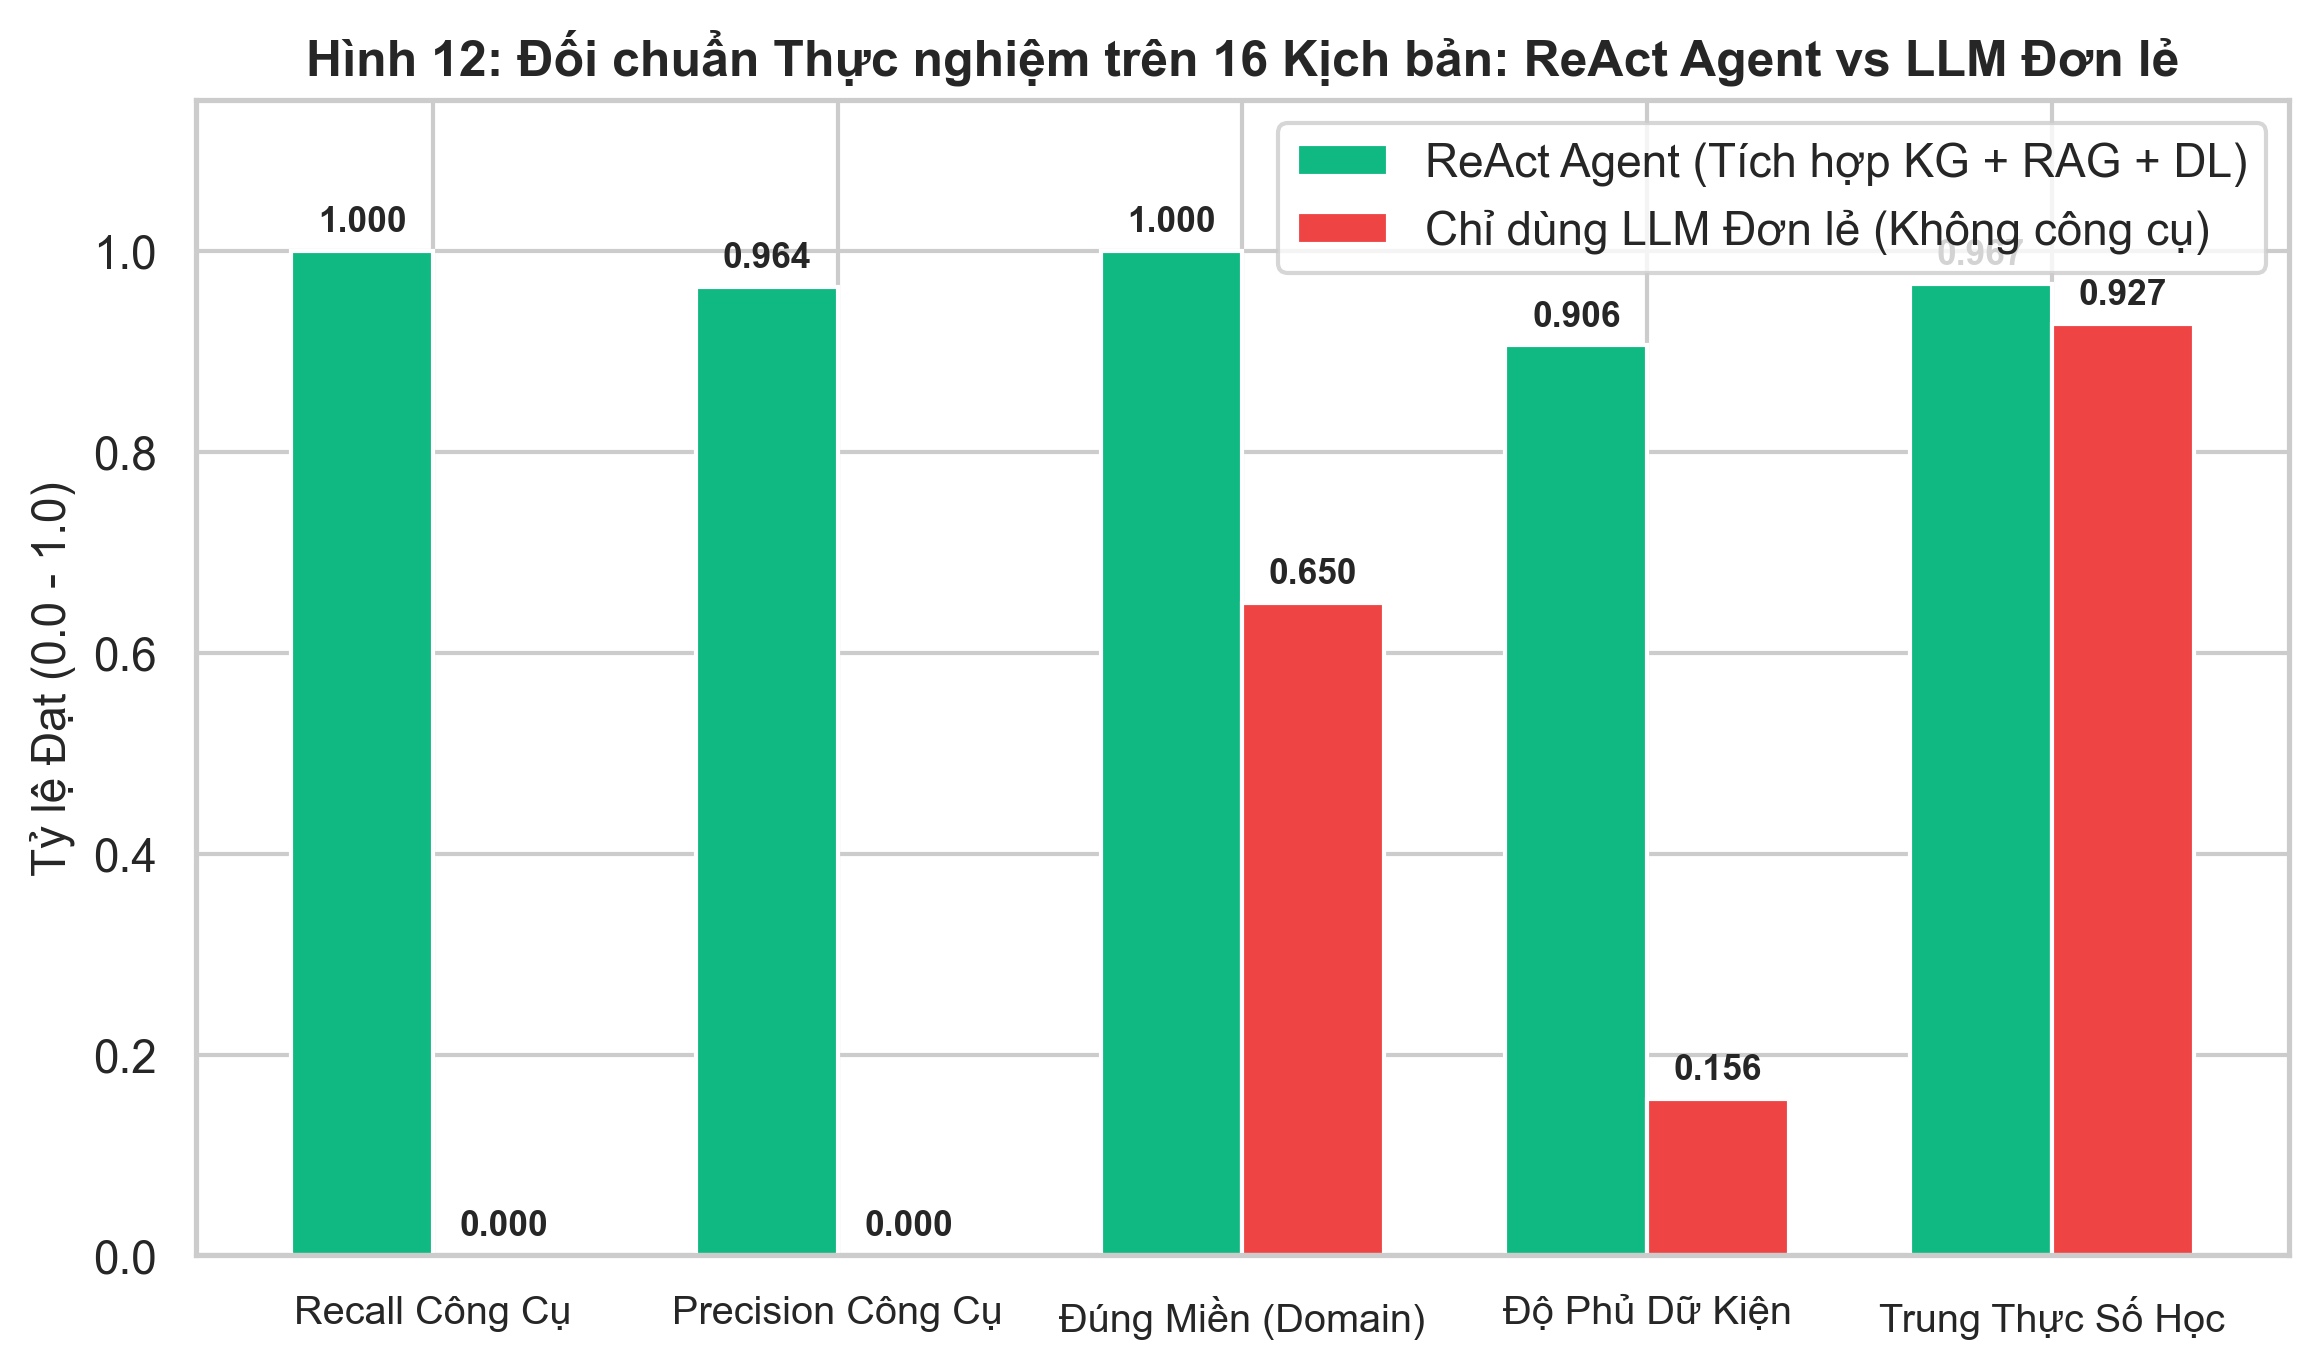 Hình 12: Đối chuẩn Thực nghiệm trên 16 Kịch bản: ReAct Agent vs LLM Đơn lẻ
ReAct Agent (Tích hợp KG + RAG + DL)
Chỉ dùng LLM Đơn lẻ (Không công cụ)
Tỷ lệ Đạt (0.0 - 1.0)
1.0
0.8
0.6
0.4
0.2
0.0
1.000
0.000
0.964
0.000
1.000
0.650
0.906
0.156
0.967
0.927
Recall Công Cụ
Precision Công Cụ
Đúng Miền (Domain)
Độ Phủ Dữ Kiện
Trung Thực Số Học